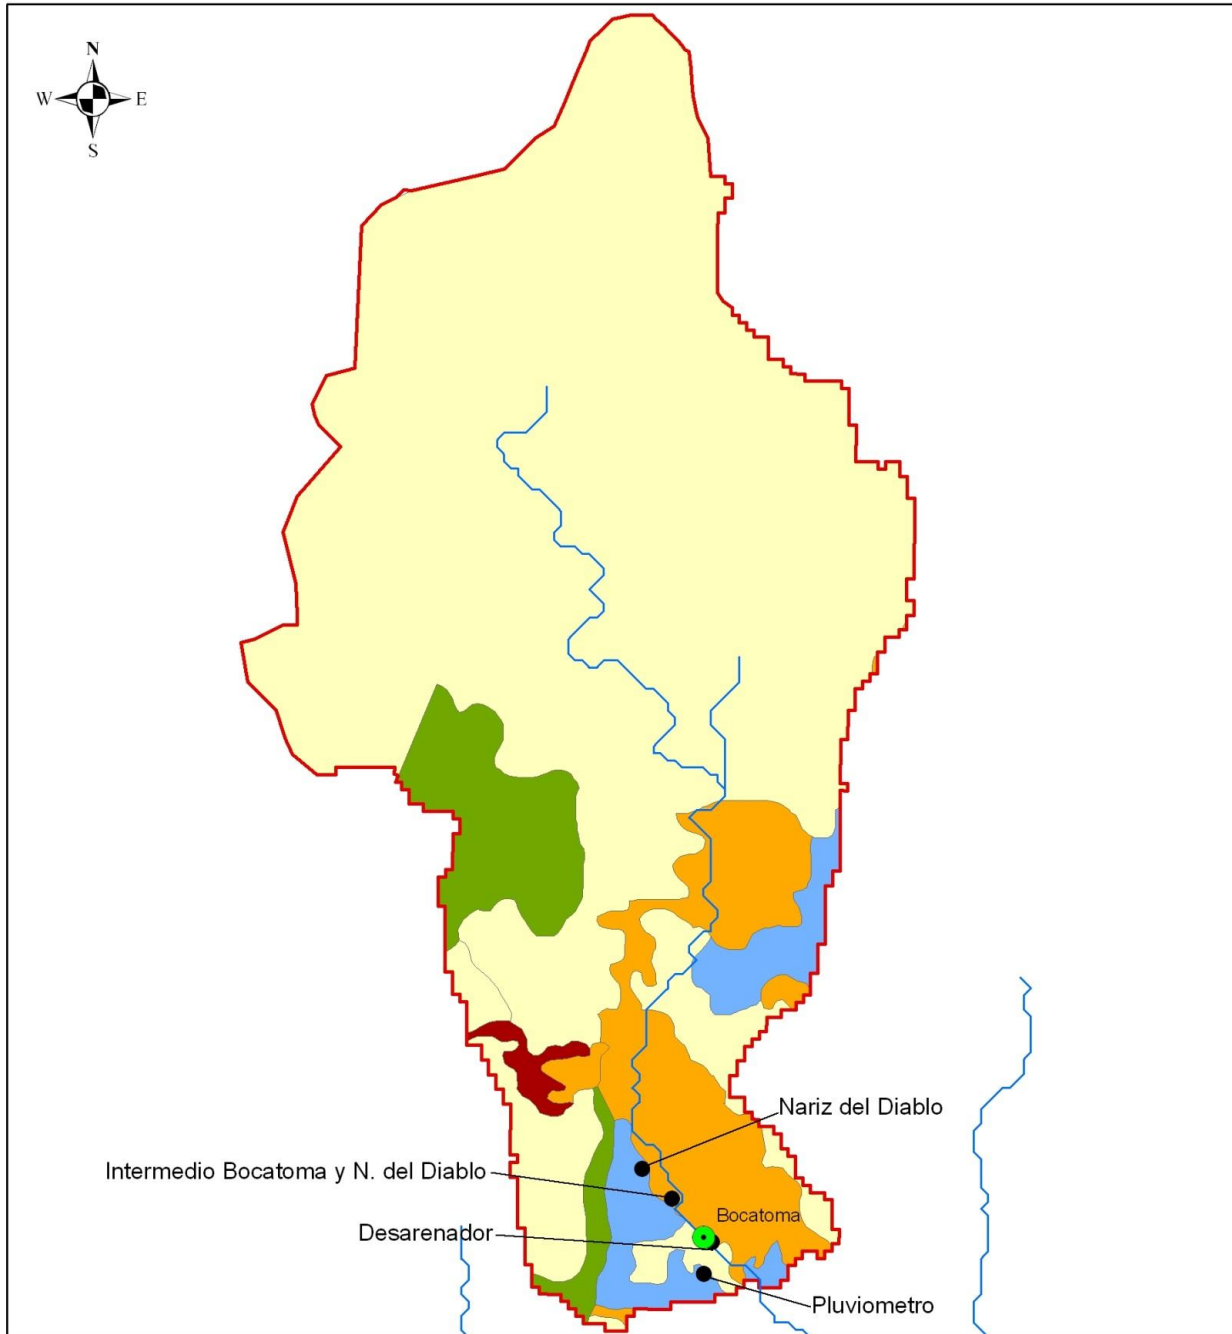 N
W E
S
Nariz del Diablo
Intermedio Bocatoma y N. del Diablo
Bocatoma
Desarenador
Pluviometro